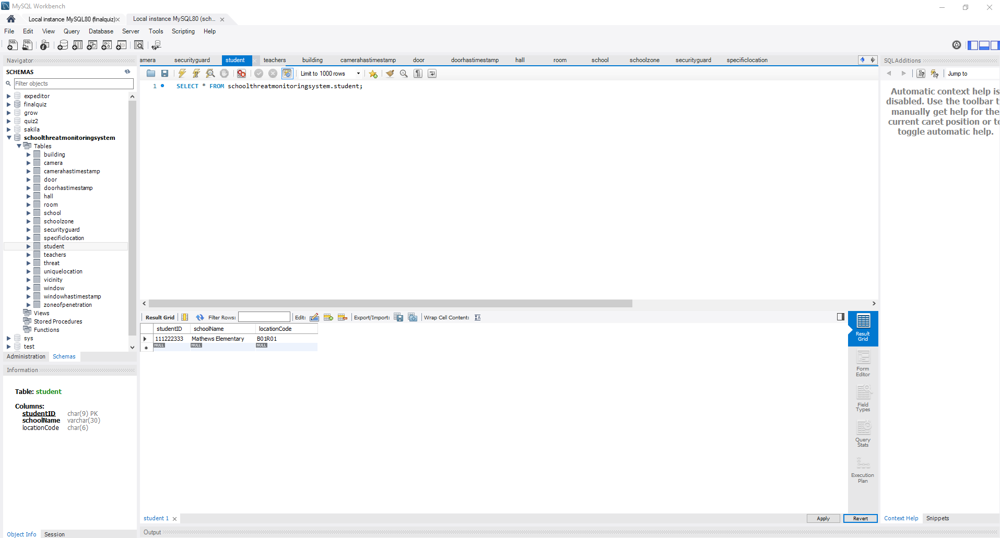 MySQL Workbench
Local instance MySQL80 (finalquiz)
Local instance MySQL80 (sch...
File Edit View Query Database Server Tools Scripting Help
Navigator
SCHEMAS
Filter objects
expeditor
finalquiz
grow
quiz2
sakila
schoolthreatmonitoringsystem
Tables
building
camera
camerahastimestamp
door
doorhastimestamp
hall
room
school
schoolzone
securityguard
specificlocation
student
teachers
threat
uniquelocation
vicinity
window
windowhastimestamp
zoneofpenetration
Views
Stored Procedures
Functions
sys
test
Administration Schemas
Information
Table: student
Columns:
studentID char(9) PK
schoolName varchar(30)
locationCode char(6)
Object Info Session
amera securityguard student teachers building camerahastimestamp door doorhastimestamp hall room school schoolzone securityguard specificlocation
Limit to 1000 rows
1 SELECT * FROM schoolthreatmonitoringsystem.student;
Result Grid Filter Rows: Edit: Export/Import: Wrap Cell Content:
studentID schoolName locationCode
111222333 Mathews Elementary B01R01
NULL NULL NULL
Result
Grid
Form
Editor
Field
Types
Query
Stats
Execution
Plan
student 1
Apply Revert
Output
SQLAdditions
Jump to
Automatic context help is
disabled. Use the toolbar t
manually get help for the
current caret position or to
toggle automatic help.
Context Help Snippets